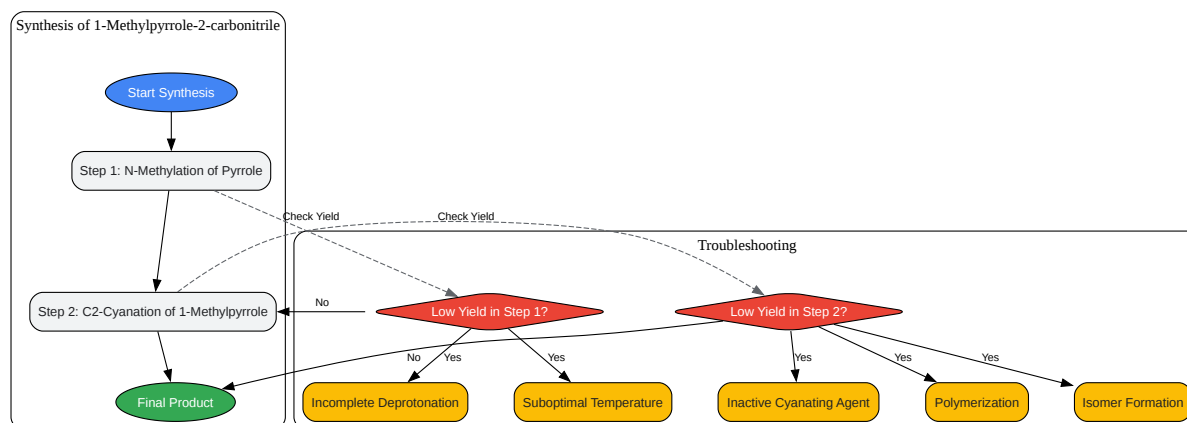 Synthesis of 1-Methylpyrrole-2-carbonitrile
Start Synthesis
Step 1: N-Methylation of Pyrrole
Check Yield
Check Yield
Troubleshooting
Step 2: C2-Cyanation of 1-Methylpyrrole
No
Low Yield in Step 1?
Low Yield in Step 2?
No
Yes
Yes
Yes
Yes
Yes
Final Product
Incomplete Deprotonation
Suboptimal Temperature
Inactive Cyanating Agent
Polymerization
Isomer Formation